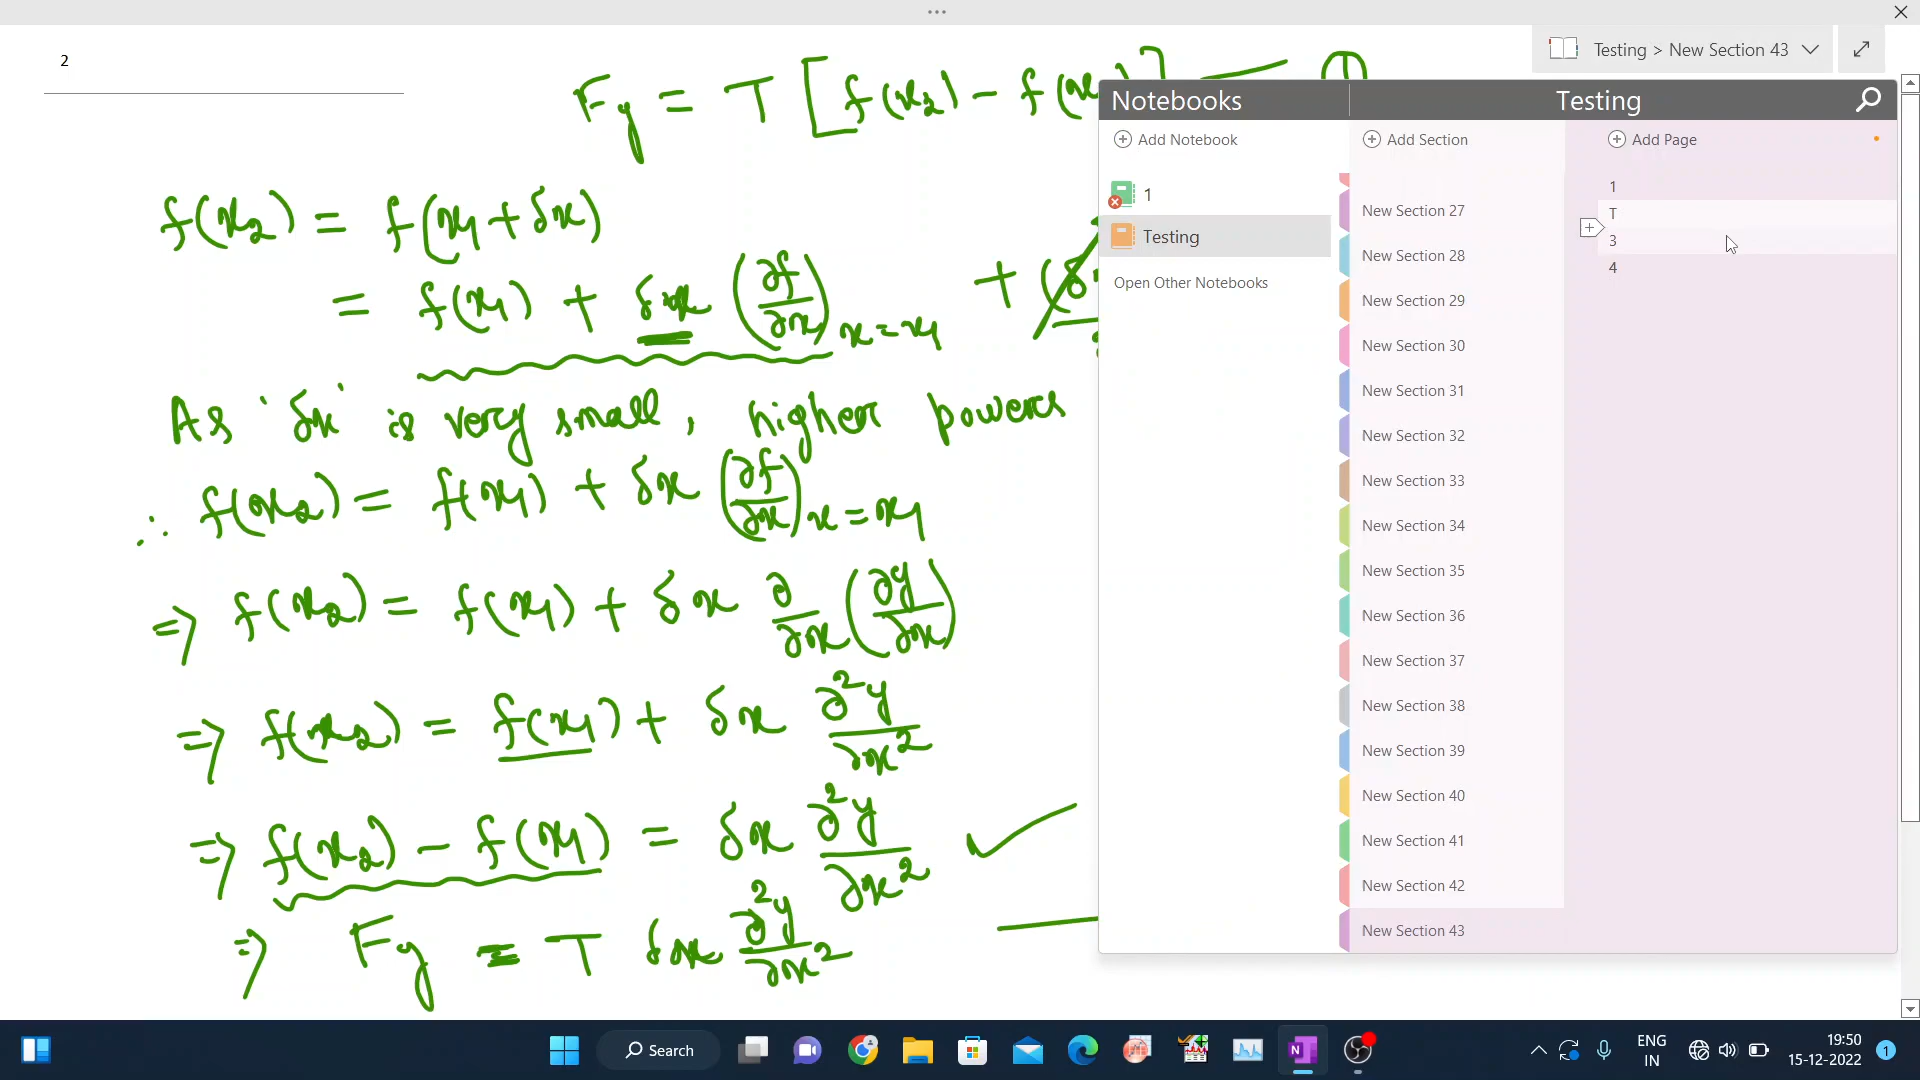 Testing > New Section 43
2
F_y = T [f(x₂) - f(x
f(x₂) = f(x₁ + δx)
= f(x₁) + δx (∂f/∂x) x = x₁ + (δ
As 'δx' is very small, higher powers
∴ f(x₂) = f(x₁) + δx (∂f/∂x) x = x₁
=> f(x₂) = f(x₁) + δx ∂/∂x (∂y/∂x)
=> f(x₂) = f(x₁) + δx ∂²y/∂x²
=> f(x₂) - f(x₁) = δx ∂²y/∂x² ✓
=> F_y = T δx ∂²y/∂x²
Notebooks
Testing
Add Notebook
Add Section
Add Page
1
Testing
Open Other Notebooks
New Section 27
New Section 28
New Section 29
New Section 30
New Section 31
New Section 32
New Section 33
New Section 34
New Section 35
New Section 36
New Section 37
New Section 38
New Section 39
New Section 40
New Section 41
New Section 42
New Section 43
1
T
3
4
Search
ENG
IN
19:50
15-12-2022
1